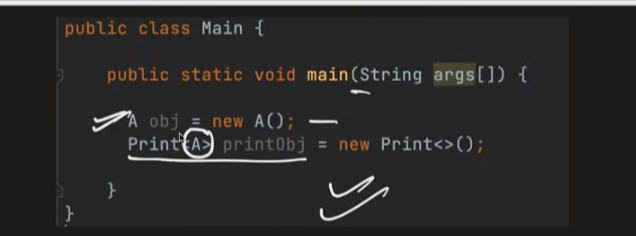 public class Main {
public static void main(String args[]) {
A obj = new A();
Print<A> printObj = new Print<>();
}
}